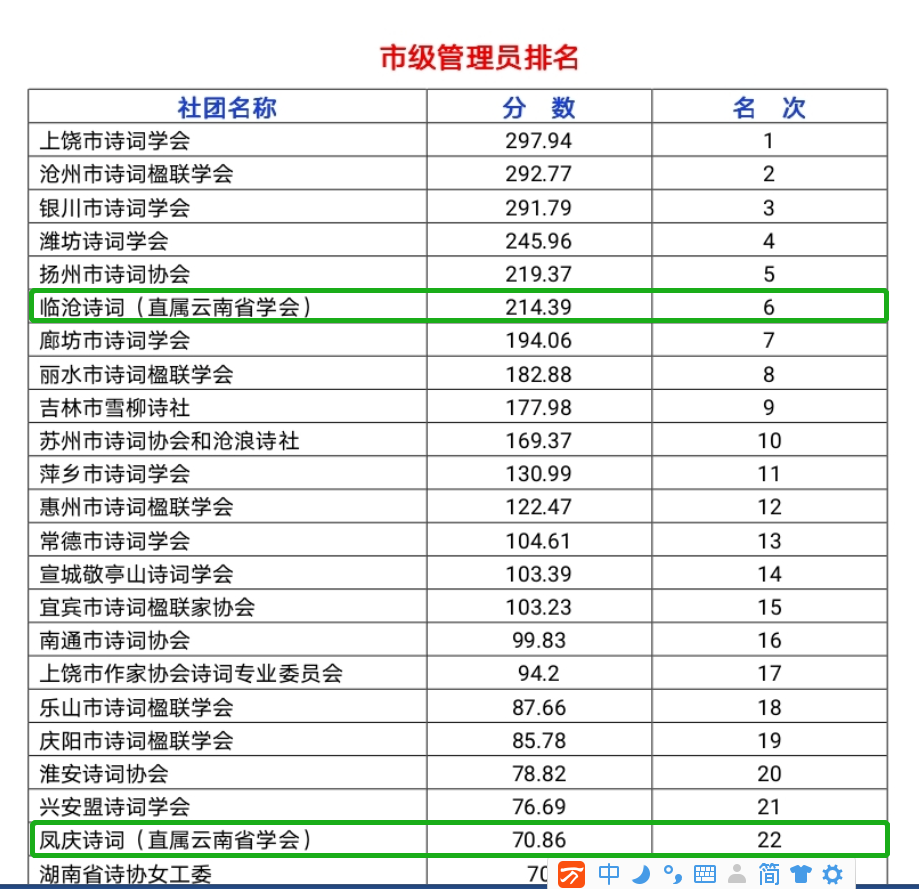 市级管理员排名
社团名称 分 数 名 次
上饶市诗词学会 297.94 1
沧州市诗词楹联学会 292.77 2
银川市诗词学会 291.79 3
潍坊诗词学会 245.96 4
扬州市诗词协会 219.37 5
临沧诗词（直属云南省学会） 214.39 6
廊坊市诗词学会 194.06 7
丽水市诗词楹联学会 182.88 8
吉林市雪柳诗社 177.98 9
苏州市诗词协会和沧浪诗社 169.37 10
萍乡市诗词学会 130.99 11
惠州市诗词楹联学会 122.47 12
常德市诗词学会 104.61 13
宣城敬亭山诗词学会 103.39 14
宜宾市诗词楹联家协会 103.23 15
南通市诗词协会 99.83 16
上饶市作家协会诗词专业委员会 94.2 17
乐山市诗词楹联学会 87.66 18
庆阳市诗词楹联学会 85.78 19
淮安诗词协会 78.82 20
兴安盟诗词学会 76.69 21
凤庆诗词（直属云南省学会） 70.86 22
湖南省诗协女工委 70
中 简